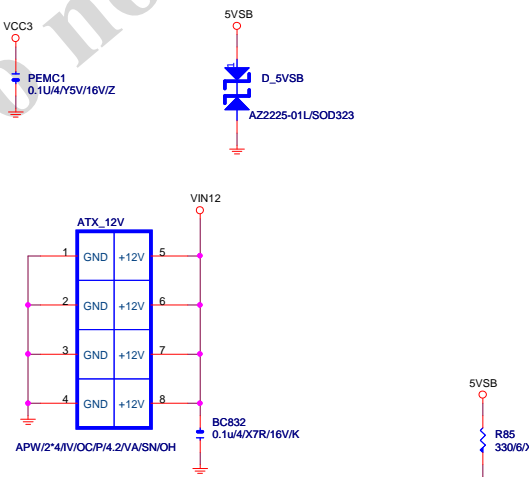 VCC3
PEMC1
0.1U/4/Y5V/16V/Z
5VSB
1
D_5VSB
AZ2225-01L/SOD323
VIN12
ATX_12V
1 GND +12V 5
2 GND +12V 6
3 GND +12V 7
4 GND +12V 8
APW/2*4/IV/OC/P/4.2/VA/SN/OH
BC832
0.1u/4/X7R/16V/K
5VSB
R85
330/6/X